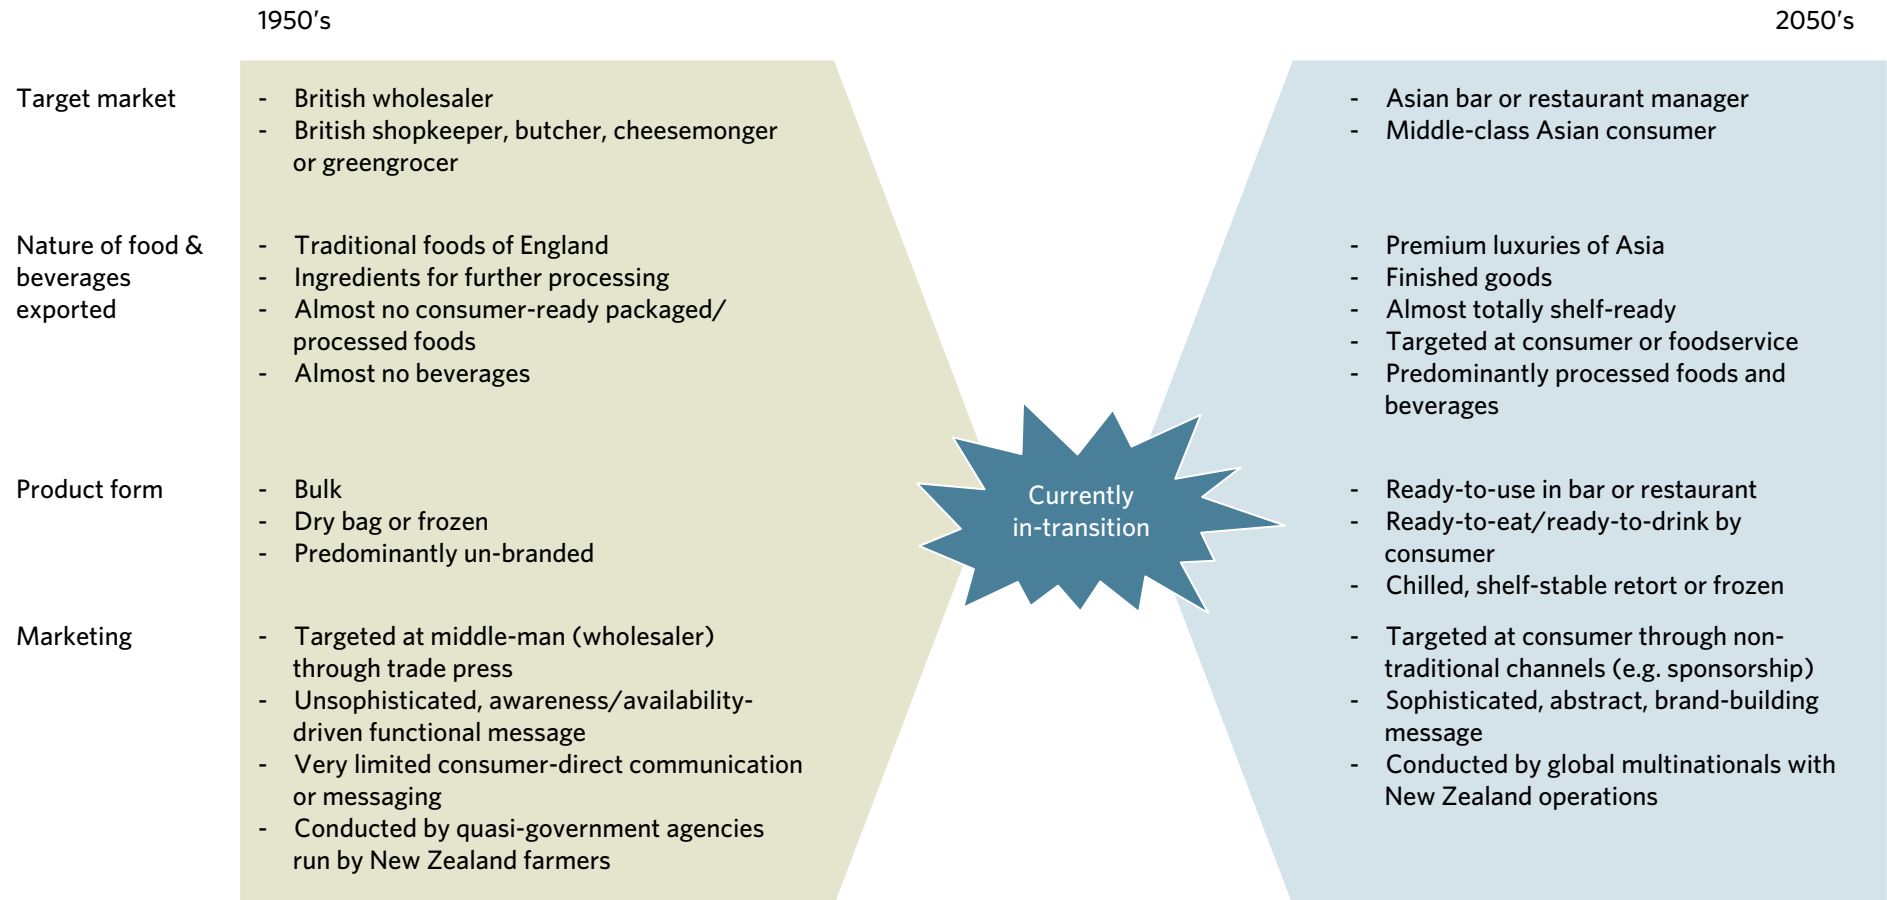 1950's
2050's
Target market
- British wholesaler
- British shopkeeper, butcher, cheesemonger
or greengrocer
- Asian bar or restaurant manager
- Middle-class Asian consumer
Nature of food &
beverages
exported
- Traditional foods of England
- Ingredients for further processing
- Almost no consumer-ready packaged/
processed foods
- Almost no beverages
- Premium luxuries of Asia
- Finished goods
- Almost totally shelf-ready
- Targeted at consumer or foodservice
- Predominantly processed foods and
beverages
Product form
- Bulk
- Dry bag or frozen
- Predominantly un-branded
Currently
in-transition
- Ready-to-use in bar or restaurant
- Ready-to-eat/ready-to-drink by
consumer
- Chilled, shelf-stable retort or frozen
Marketing
- Targeted at middle-man (wholesaler)
through trade press
- Unsophisticated, awareness/availability-
driven functional message
- Very limited consumer-direct communication
or messaging
- Conducted by quasi-government agencies
run by New Zealand farmers
- Targeted at consumer through non-
traditional channels (e.g. sponsorship)
- Sophisticated, abstract, brand-building
message
- Conducted by global multinationals with
New Zealand operations